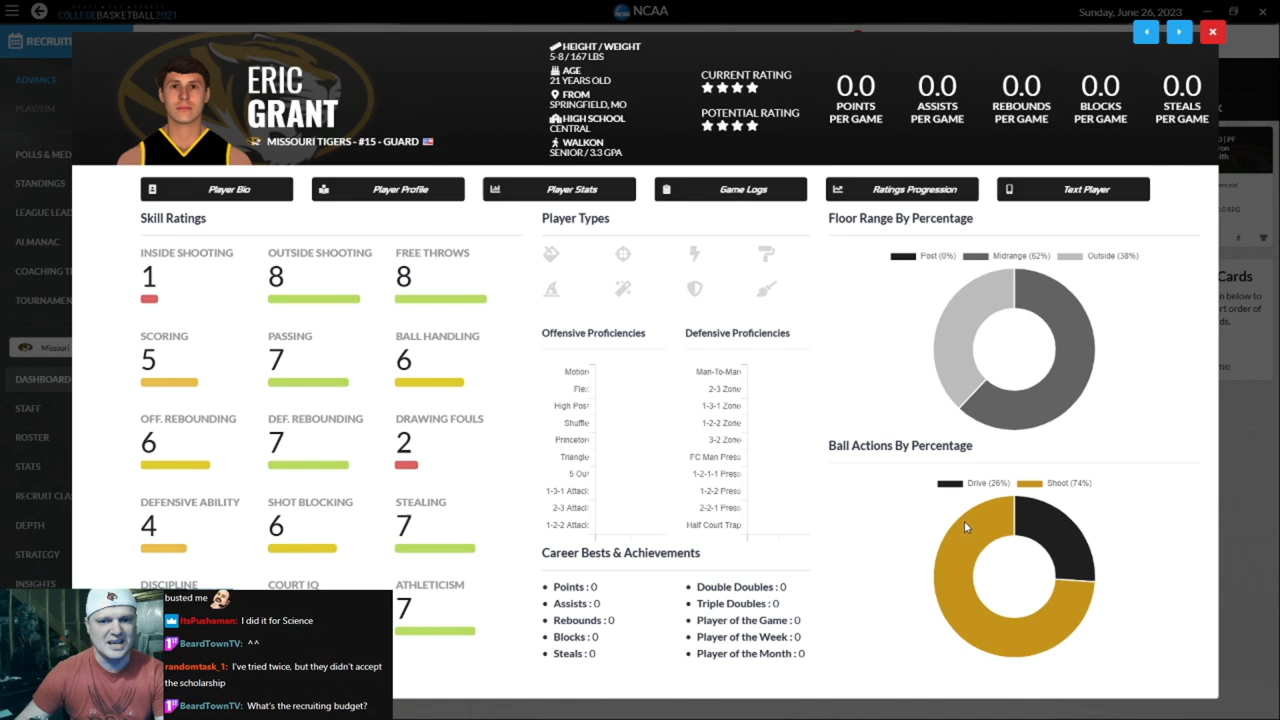 COLLEGEBASKETBALL2021
NCAA
Sunday, June 26, 2023
RECRUIT
ADVANCE
PLAY/SIM
POLLS & MED
STANDINGS
LEAGUE LEAD
ALMANAC
COACHING T
TOURNAMEN
Missouri
DASHBOARD
STAFF
ROSTER
STATS
RECRUIT CLA
DEPTH
STRATEGY
INSIGHTS
ERIC
GRANT
MISSOURI TIGERS - #15 - GUARD
HEIGHT / WEIGHT
5-8 / 167 LBS
AGE
21 YEARS OLD
FROM
SPRINGFIELD, MO
HIGH SCHOOL
CENTRAL
WALKON
SENIOR / 3.3 GPA
CURRENT RATING
POTENTIAL RATING
0.0 POINTS PER GAME
0.0 ASSISTS PER GAME
0.0 REBOUNDS PER GAME
0.0 BLOCKS PER GAME
0.0 STEALS PER GAME
Player Bio
Player Profile
Player Stats
Game Logs
Ratings Progression
Text Player
Skill Ratings
INSIDE SHOOTING
1
OUTSIDE SHOOTING
8
FREE THROWS
8
SCORING
5
PASSING
7
BALL HANDLING
6
OFF. REBOUNDING
6
DEF. REBOUNDING
7
DRAWING FOULS
2
DEFENSIVE ABILITY
4
SHOT BLOCKING
6
STEALING
7
DISCIPLINE
COURT IQ
ATHLETICISM
7
Player Types
Offensive Proficiencies
Motion
Flex
High Post
Shuffle
Princeton
Triangle
5 Out
1-3-1 Attack
2-3 Attack
1-2-2 Attack
Defensive Proficiencies
Man-To-Man
2-3 Zone
1-3-1 Zone
1-2-2 Zone
3-2 Zone
FC Man Press
1-2-1-1 Press
1-2-2 Press
2-2-1 Press
Half Court Trap
Career Bests & Achievements
Points : 0
Assists : 0
Rebounds : 0
Blocks : 0
Steals : 0
Double Doubles : 0
Triple Doubles : 0
Player of the Game : 0
Player of the Week : 0
Player of the Month : 0
Floor Range By Percentage
Post (0%) Midrange (62%) Outside (38%)
Ball Actions By Percentage
Drive (26%) Shoot (74%)
Cards
n below to
rt order of
ds.
me
busted me
ItsPushaman: I did it for Science
BeardTownTV: ^^
randomtask_1: I've tried twice, but they didn't accept
the scholarship
BeardTownTV: What's the recruiting budget?